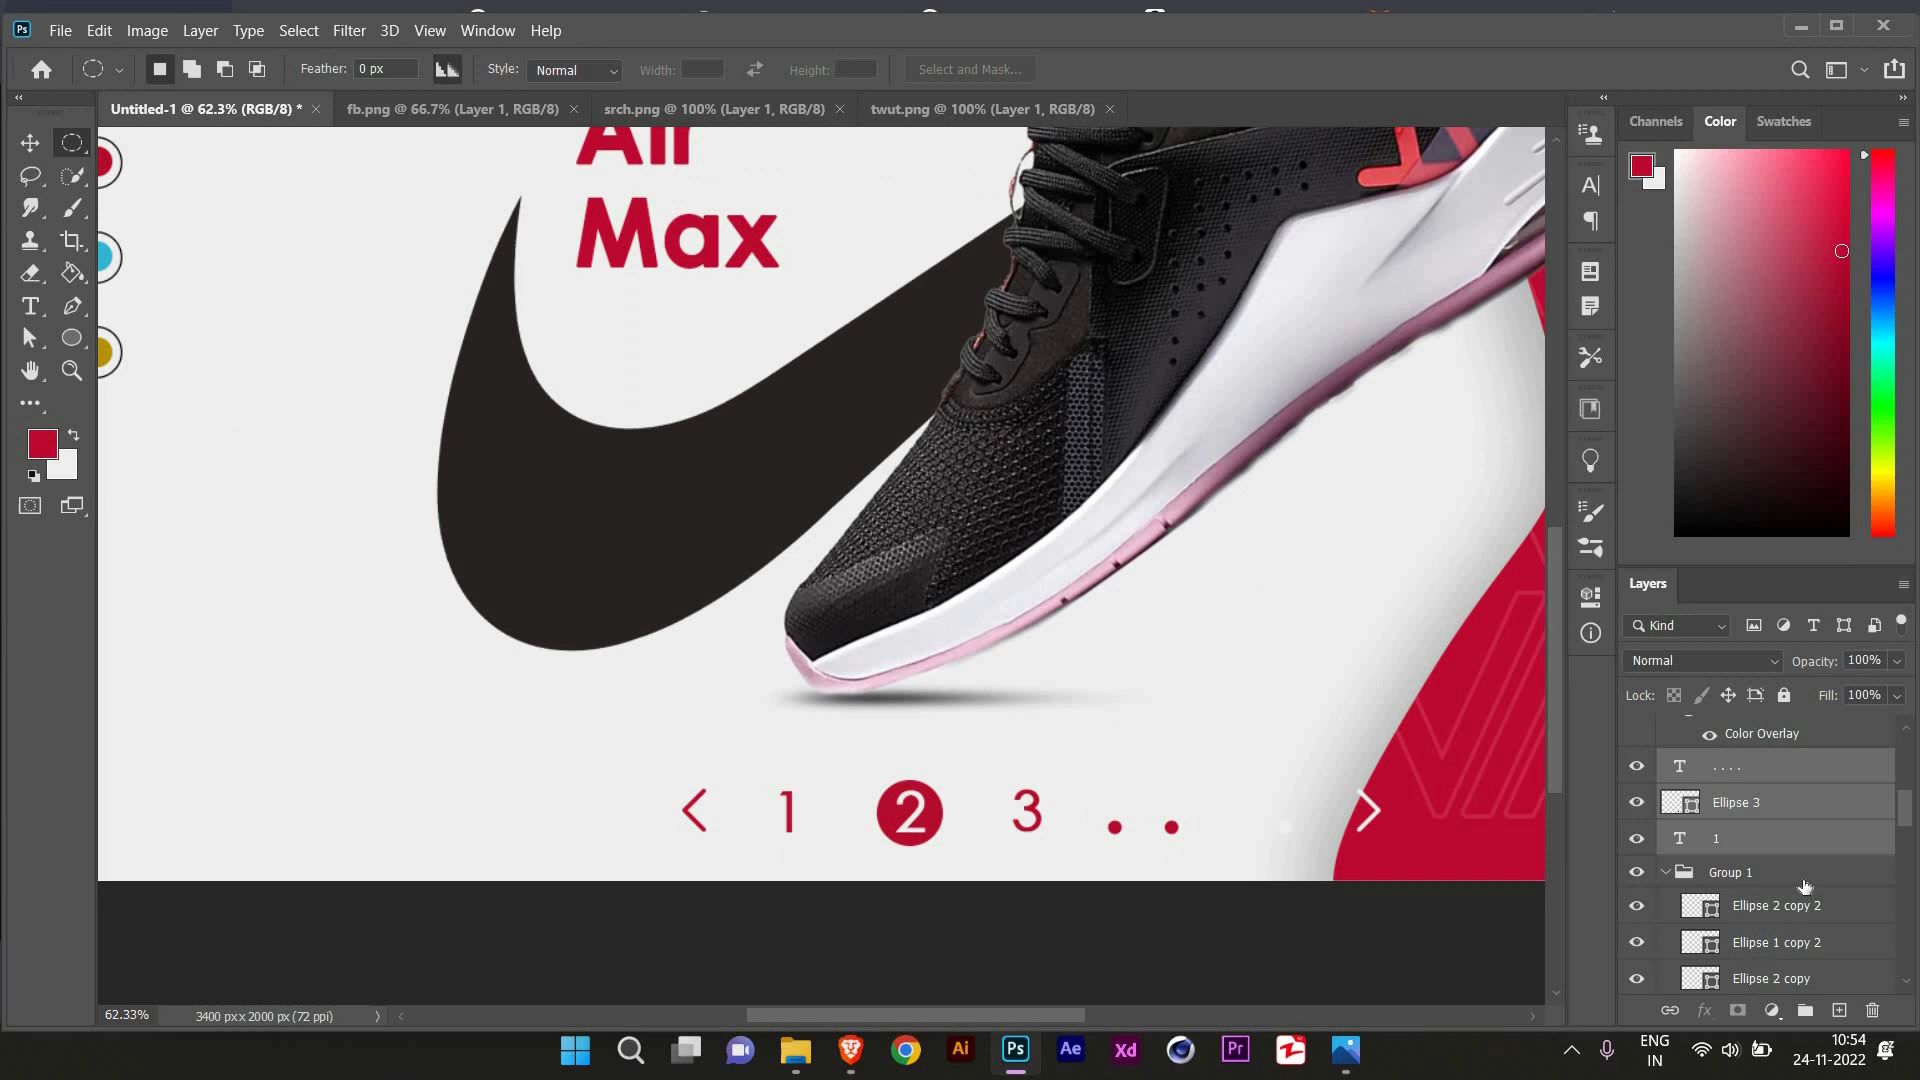 Ps File Edit Image Layer Type Select Filter 3D View Window Help
Feather: 0 px Style: Normal Width: Height: Select and Mask...
Untitled-1 @ 62.3% (RGB/8) * fb.png @ 66.7% (Layer 1, RGB/8) srch.png @ 100% (Layer 1, RGB/8) twut.png @ 100% (Layer 1, RGB/8)
Channels Color Swatches
Air
Max
Layers
Kind
Normal Opacity: 100%
Lock: Fill: 100%
Color Overlay
. . . .
Ellipse 3
1
Group 1
Ellipse 2 copy 2
Ellipse 1 copy 2
Ellipse 2 copy
1 2 3 . .
62.33% 3400 px x 2000 px (72 ppi)
Ai Ps Ae Xd Pr
ENG
IN
10:54
24-11-2022